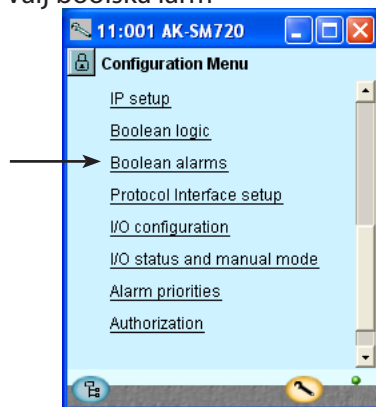 Välj boolska larm
11:001 AK-SM720
Configuration Menu
IP setup
Boolean logic
Boolean alarms
Protocol Interface setup
I/O configuration
I/O status and manual mode
Alarm priorities
Authorization